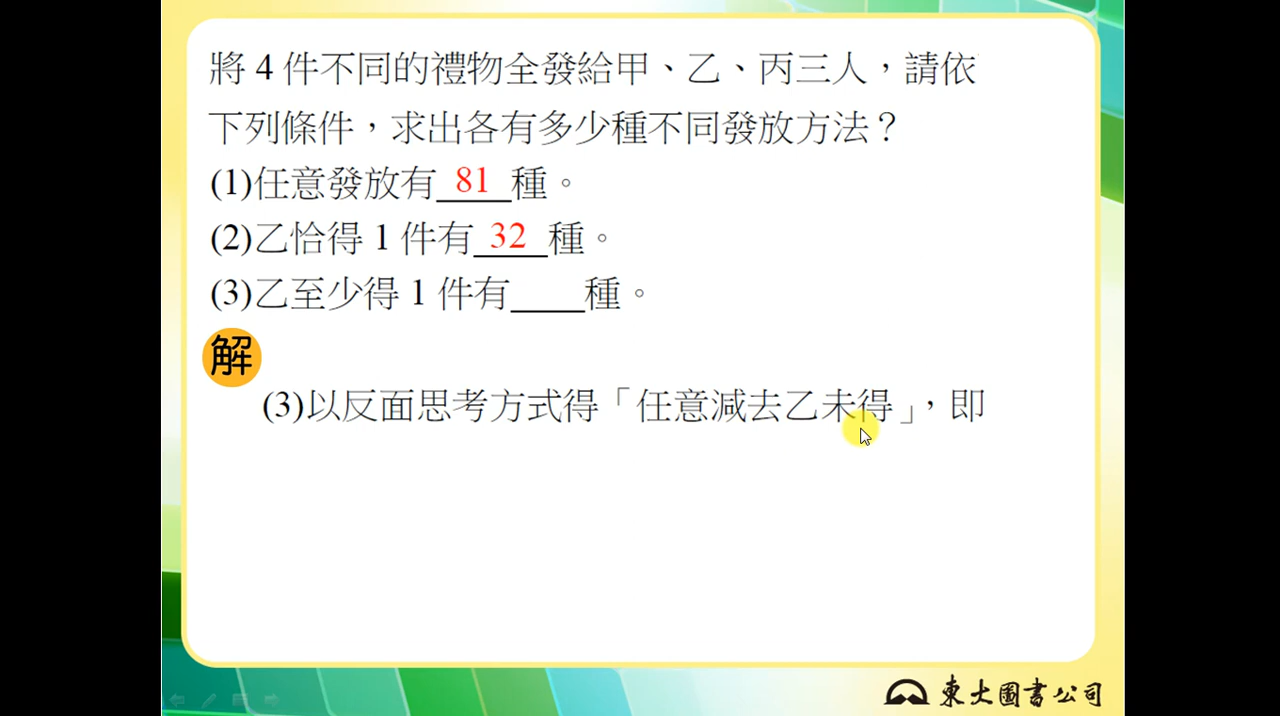 將 4 件不同的禮物全發給甲、乙、丙三人，請依
下列條件，求出各有多少種不同發放方法？
(1)任意發放有 81 種。
(2)乙恰得 1 件有 32 種。
(3)乙至少得 1 件有____種。
解
(3)以反面思考方式得「任意減去乙未得」，即
東大圖書公司